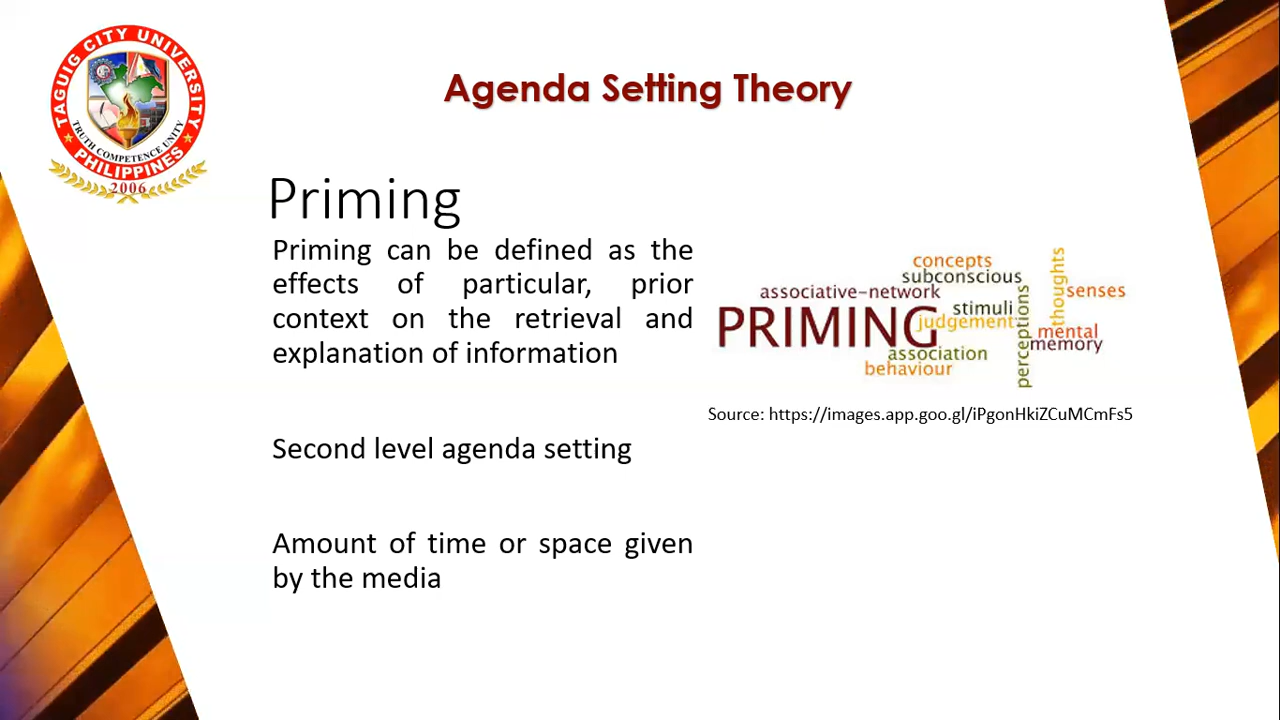 TAGUIG CITY UNIVERSITY
TRUTH COMPETENCE UNITY
PHILIPPINES
2006
Agenda Setting Theory
Priming
Priming can be defined as the
effects of particular, prior
context on the retrieval and
explanation of information
Second level agenda setting
Amount of time or space given
by the media
concepts
subconscious
thoughts
associative-network
senses
stimuli
PRIMING
judgement
perceptions
mental
memory
association
behaviour
Source: https://images.app.goo.gl/iPgonHkiZCuMCmFs5